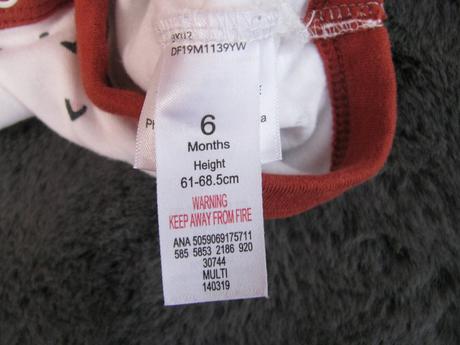 DF19M1139YW
6
Months
Height
61-68.5cm
WARNING
KEEP AWAY FROM FIRE
ANA 5059069175711
585 5853 2186 920
30744
MULTI
140319